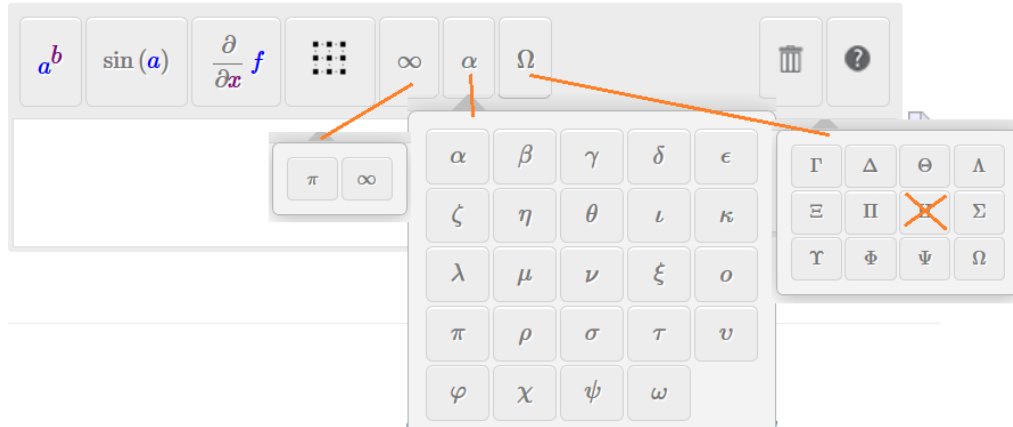 a^b sin (a) ∂/∂x f ∞ α Ω ?
π ∞
α β γ δ ϵ
ζ η θ ι κ
λ μ ν ξ ο
π ρ σ τ υ
φ χ ψ ω
Γ Δ Θ Λ
Ξ Π Σ
ϒ Φ Ψ Ω